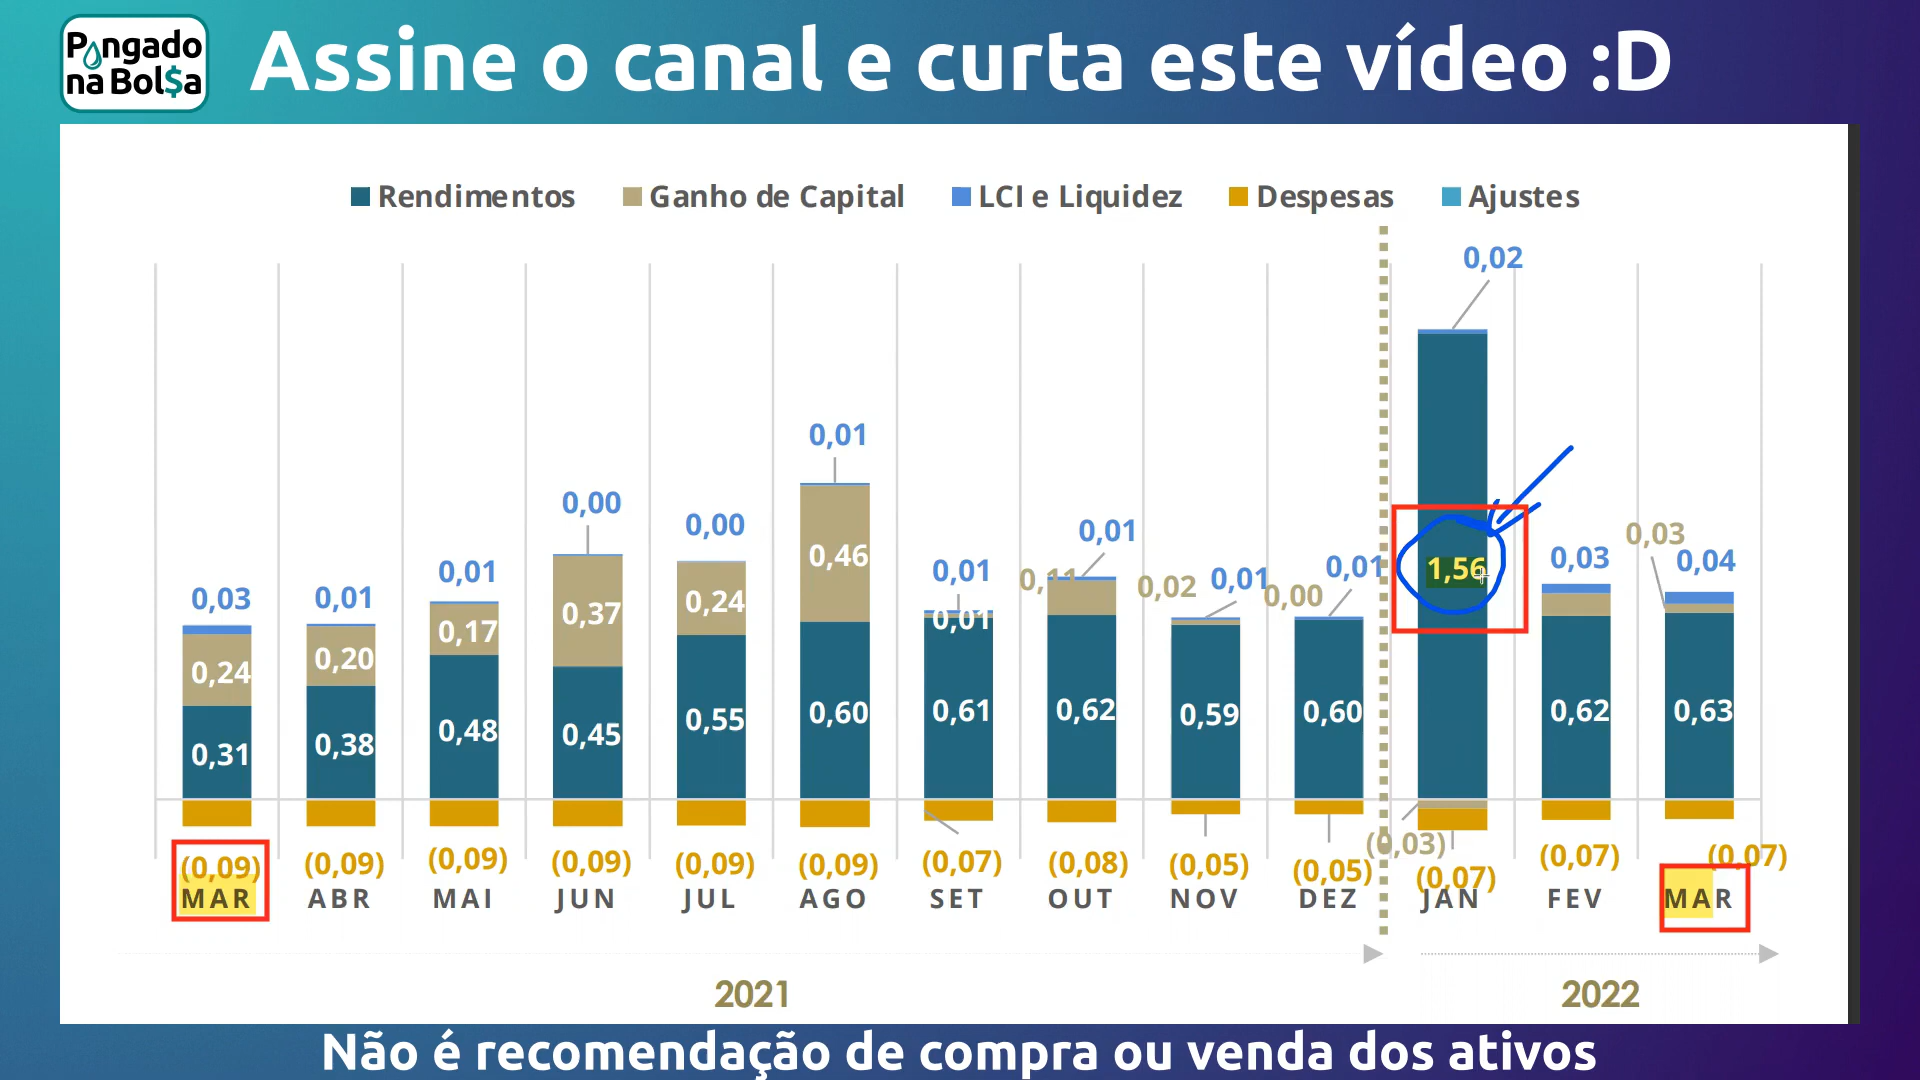 Pingado
na Bol$a
Assine o canal e curta este vídeo :D
Rendimentos Ganho de Capital LCI e Liquidez Despesas Ajustes
0,02
0,01
0,00 0,00
0,46 0,01 0,03
0,01 0,01 0,01 0,03 0,04
0,03 0,01 0,37 0,24 0,11 0,02 0,01 0,00 1,56
0,17 0,01
0,24 0,20
0,31 0,38 0,48 0,45 0,55 0,60 0,61 0,62 0,59 0,60 0,62 0,63
(0,03)
(0,09) (0,09) (0,09) (0,09) (0,09) (0,09) (0,07) (0,08) (0,05) (0,05) (0,07) (0,07) (0,07)
MAR ABR MAI JUN JUL AGO SET OUT NOV DEZ JAN FEV MAR
2021 2022
Não é recomendação de compra ou venda dos ativos